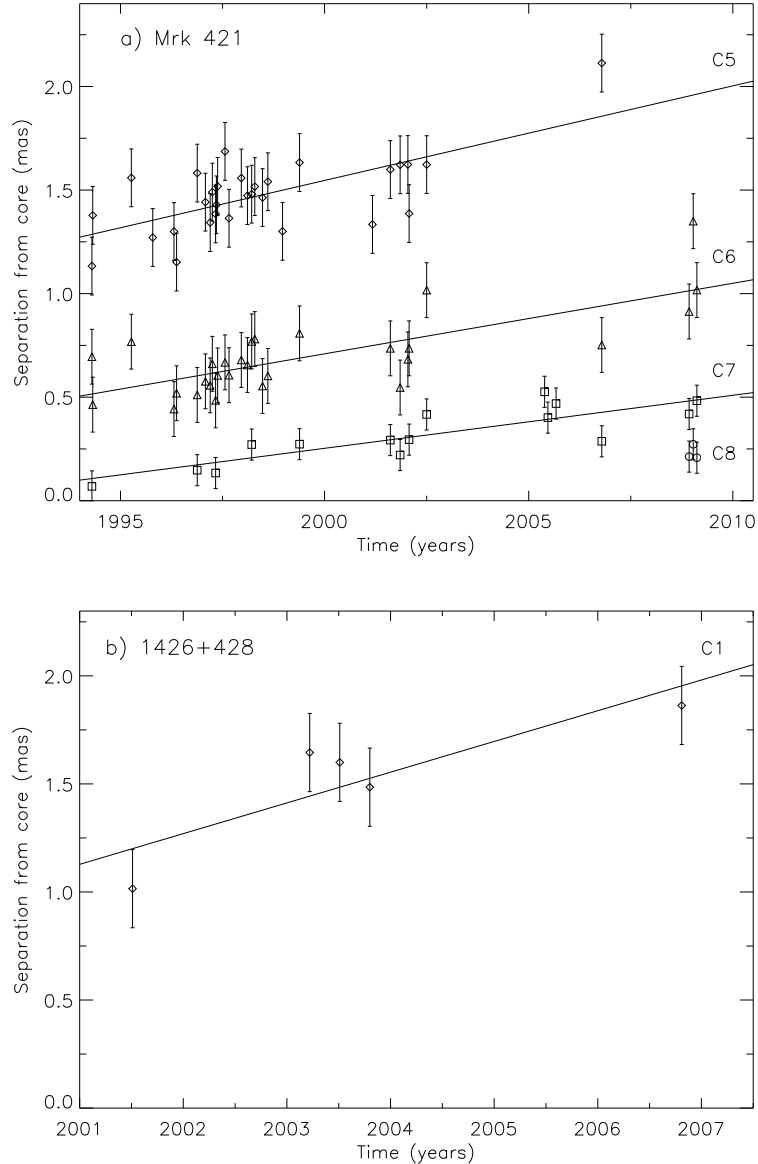 a) Mrk 421
C5
2.0
1.5
C6
1.0
C7
0.5
C8
0.0
Separation from core (mas)
1995 2000 2005 2010
Time (years)
b) 1426+428
C1
2.0
1.5
1.0
0.5
0.0
Separation from core (mas)
2001 2002 2003 2004 2005 2006 2007
Time (years)